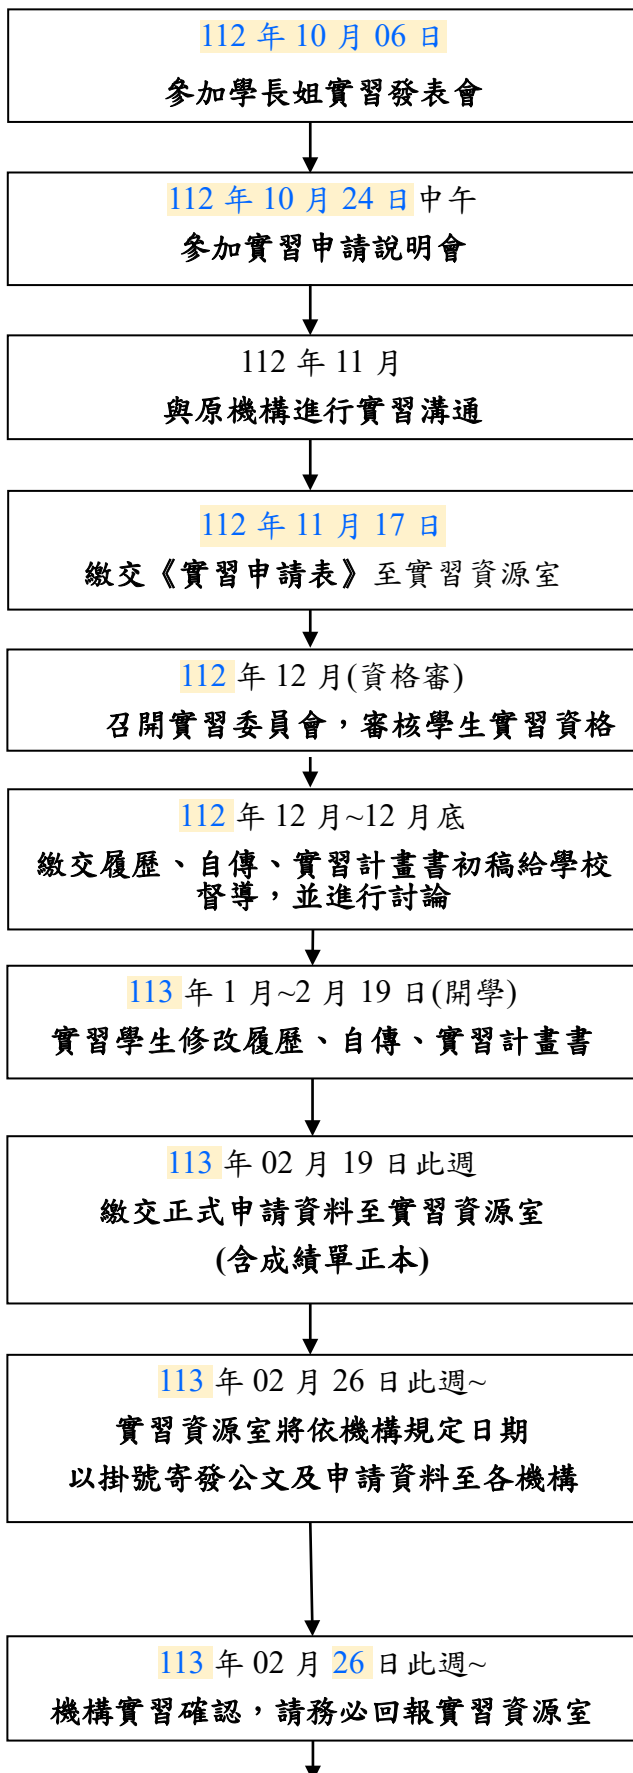 112 年 10 月 06 日
參加學長姐實習發表會
112 年 10 月 24 日中午
參加實習申請說明會
112 年 11 月
與原機構進行實習溝通
112 年 11 月 17 日
繳交《實習申請表》至實習資源室
112 年 12 月(資格審)
召開實習委員會，審核學生實習資格
112 年 12 月~12 月底
繳交履歷、自傳、實習計畫書初稿給學校
督導，並進行討論
113 年 1 月~2 月 19 日(開學)
實習學生修改履歷、自傳、實習計畫書
113 年 02 月 19 日此週
繳交正式申請資料至實習資源室
(含成績單正本)
113 年 02 月 26 日此週~
實習資源室將依機構規定日期
以掛號寄發公文及申請資料至各機構
113 年 02 月 26 日此週~
機構實習確認，請務必回報實習資源室